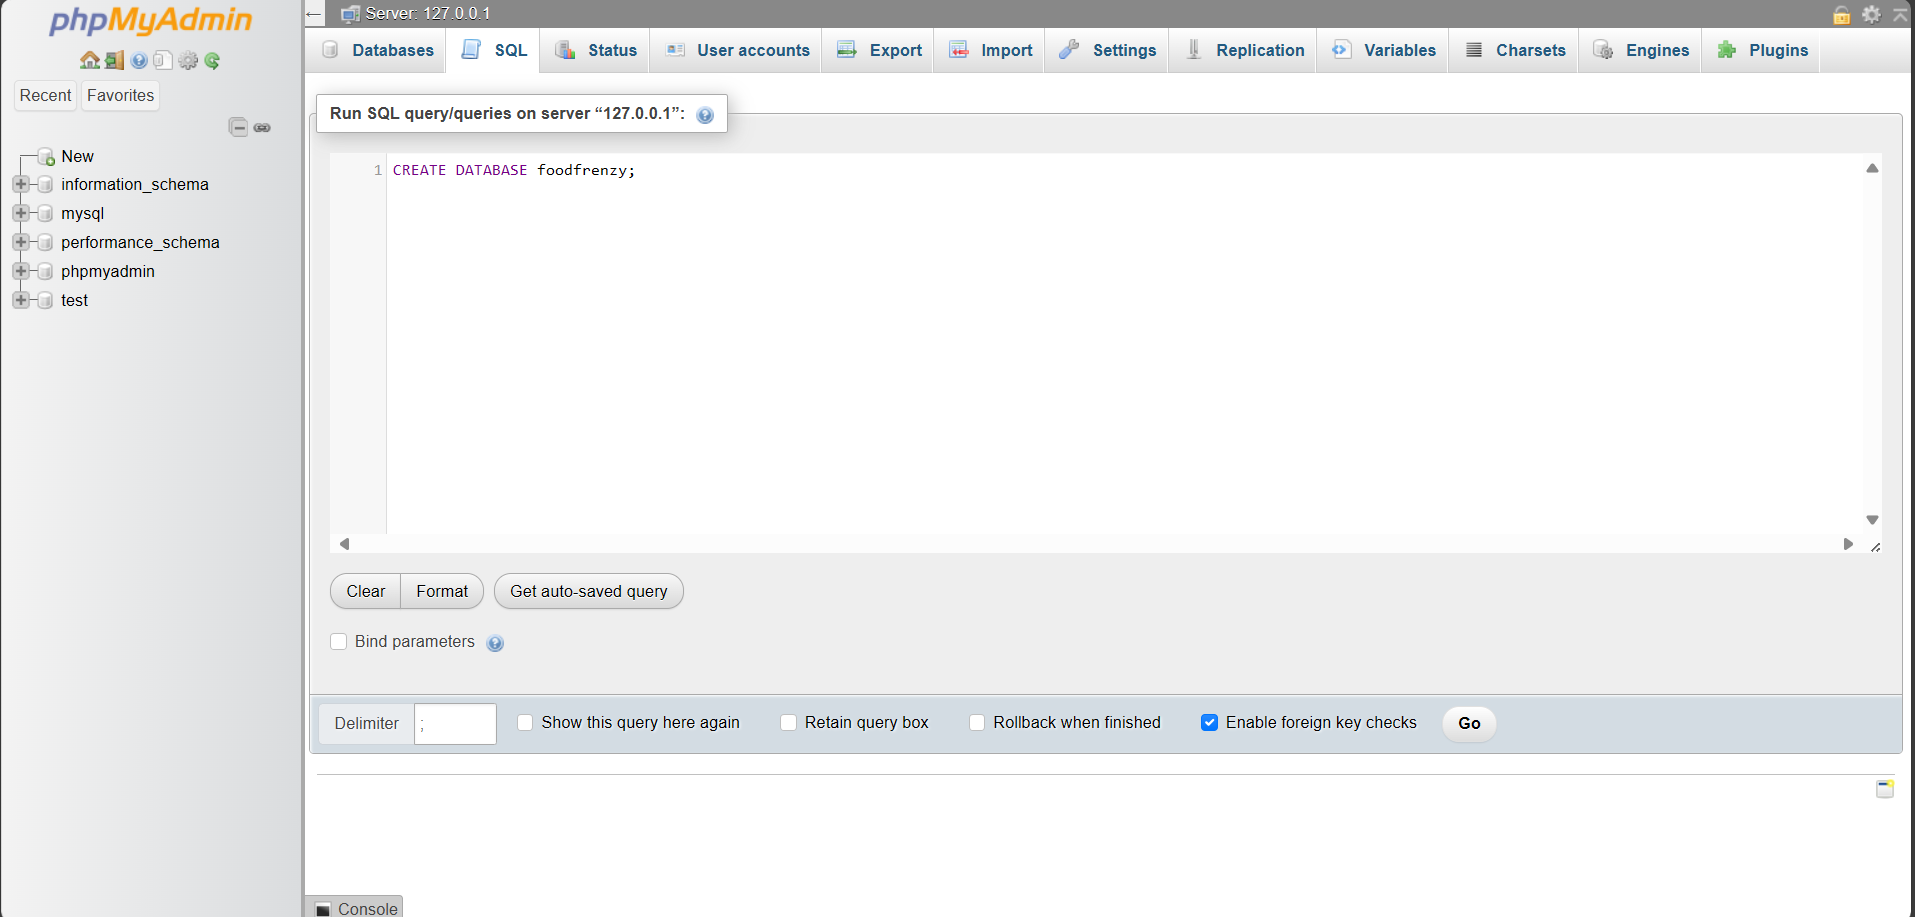 phpMyAdmin
Recent
Favorites
New
information_schema
mysql
performance_schema
phpmyadmin
test
Server: 127.0.0.1
Databases
SQL
Status
User accounts
Export
Import
Settings
Replication
Variables
Charsets
Engines
Plugins
Run SQL query/queries on server “127.0.0.1”:
1 CREATE DATABASE foodfrenzy;
Clear
Format
Get auto-saved query
Bind parameters
Delimiter
;
Show this query here again
Retain query box
Rollback when finished
Enable foreign key checks
Go
Console